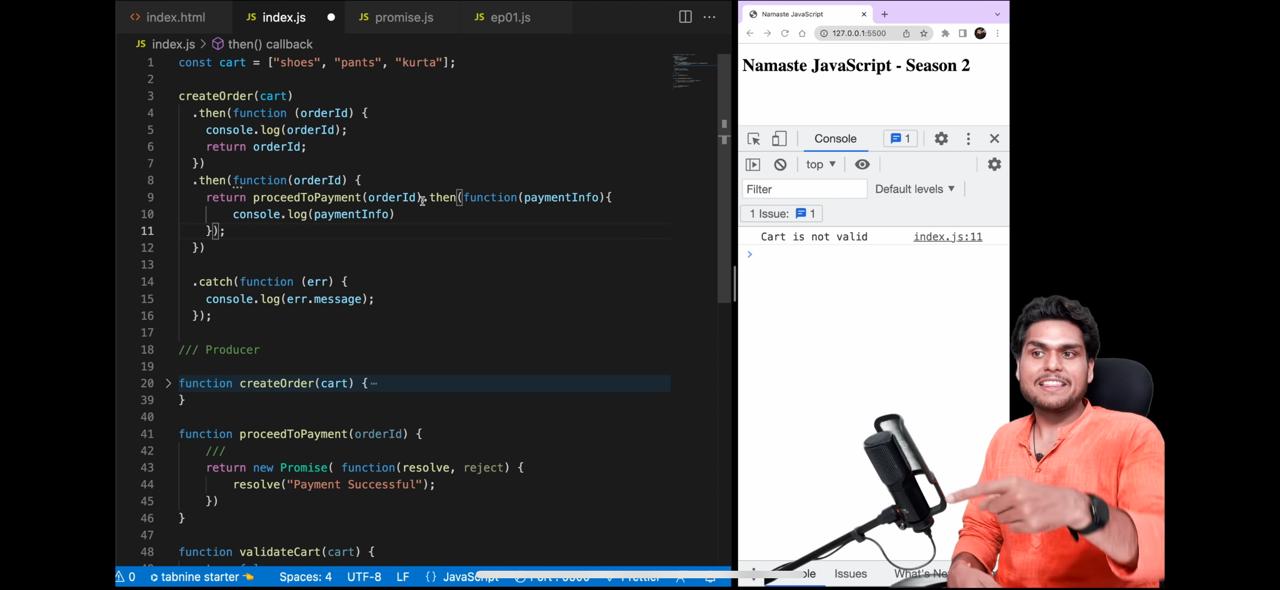 index.html
JS index.js
JS promise.js
JS ep01.js
JS index.js > then() callback
1 const cart = ["shoes", "pants", "kurta"];
2
3 createOrder(cart)
4 .then(function (orderId) {
5 console.log(orderId);
6 return orderId;
7 })
8 .then(function(orderId) {
9 return proceedToPayment(orderId).then(function(paymentInfo){
10 console.log(paymentInfo)
11 });
12 })
13
14 .catch(function (err) {
15 console.log(err.message);
16 });
17
18 /// Producer
19
20 function createOrder(cart) {
39 }
40
41 function proceedToPayment(orderId) {
42 ///
43 return new Promise( function(resolve, reject) {
44 resolve("Payment Successful");
45 })
46 }
47
48 function validateCart(cart) {
0 tabnine starter Spaces: 4 UTF-8 LF {} JavaScript
Namaste JavaScript
127.0.0.1:5500
Namaste JavaScript - Season 2
Console 1
top
Filter Default levels
1 Issue: 1
Cart is not valid index.js:11
Issues What's Ne